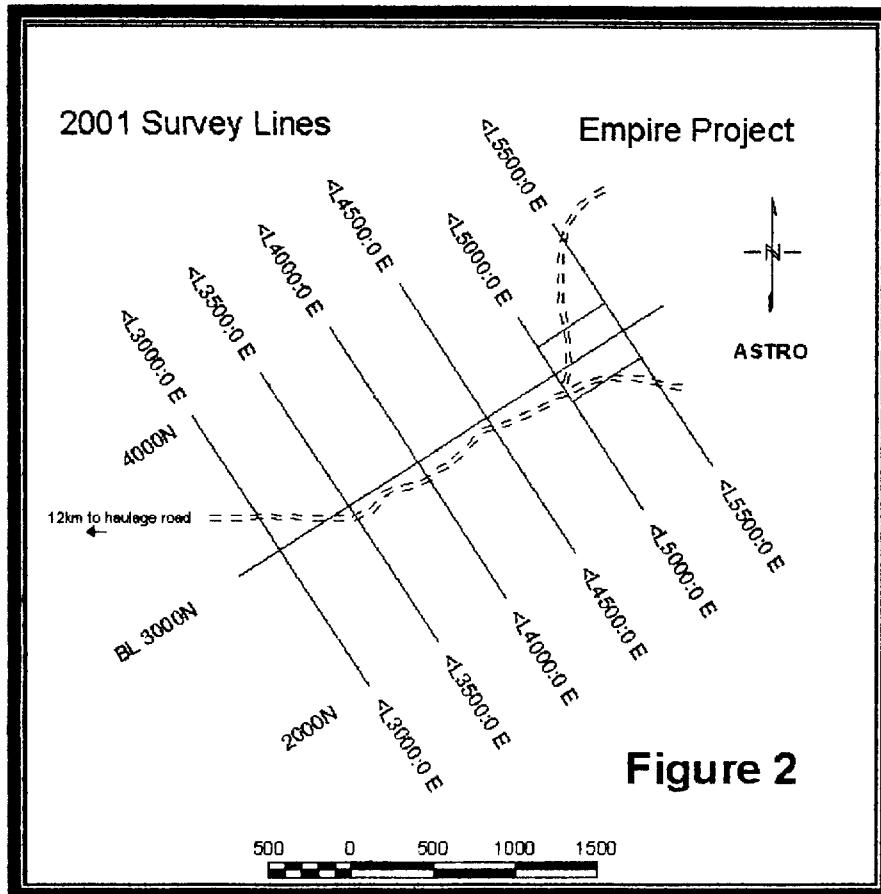 2001 Survey Lines
Empire Project
<L5500:0 E
<L5000:0 E
<L4500:0 E
<L4000:0 E
<L3500:0 E
<L3000:0 E
N
ASTRO
4000N
12km to haulage road
BL 3000N
2000N
<L5500:0 E
<L5000:0 E
<L4500:0 E
<L4000:0 E
<L3500:0 E
<L3000:0 E
Figure 2
500 0 500 1000 1500